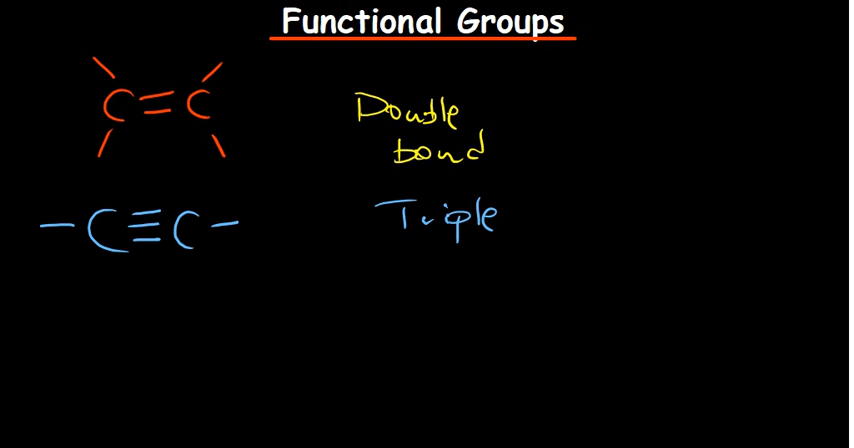 Functional Groups
C=C
Double
bond
-C≡C-
Triple